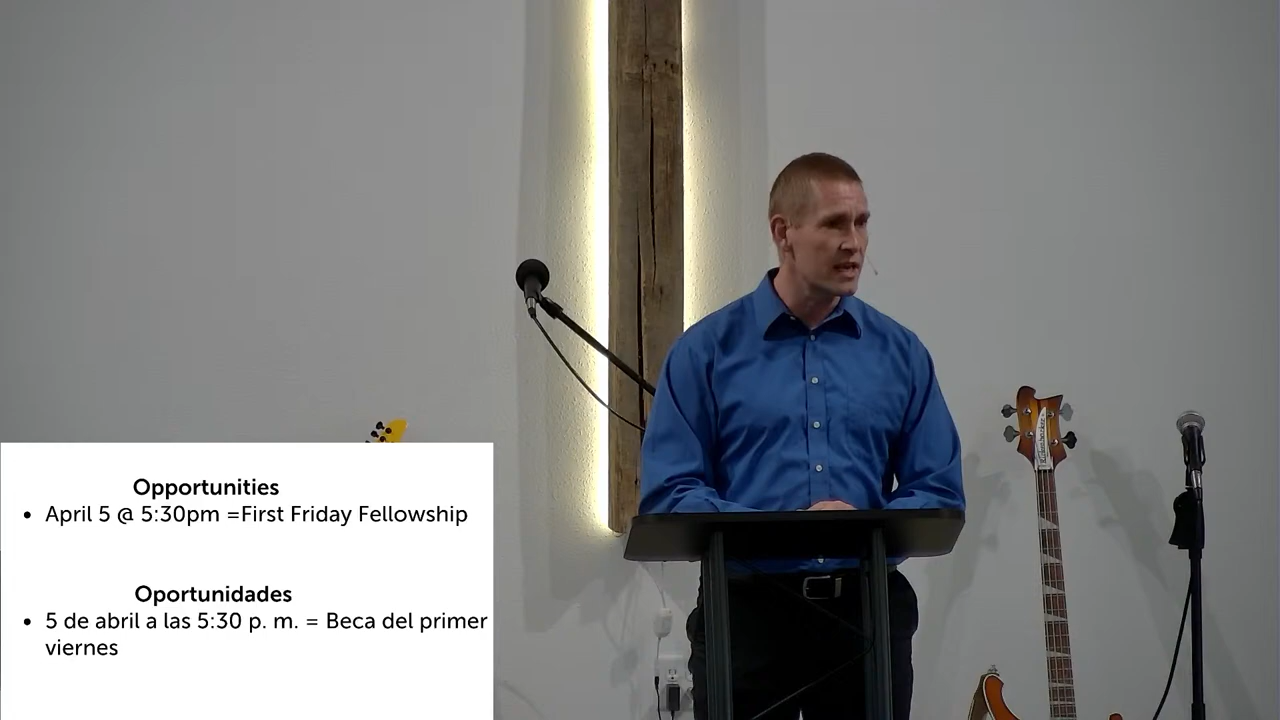 Opportunities
• April 5 @ 5:30pm =First Friday Fellowship
Oportunidades
• 5 de abril a las 5:30 p. m. = Beca del primer
viernes
Rickenbacker